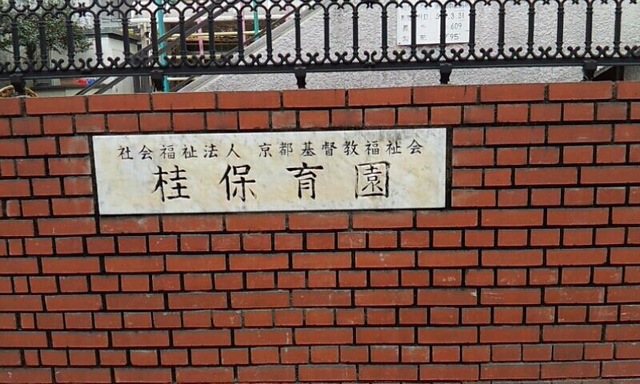 社会福祉法人 京都基督教福祉会
桂保育園